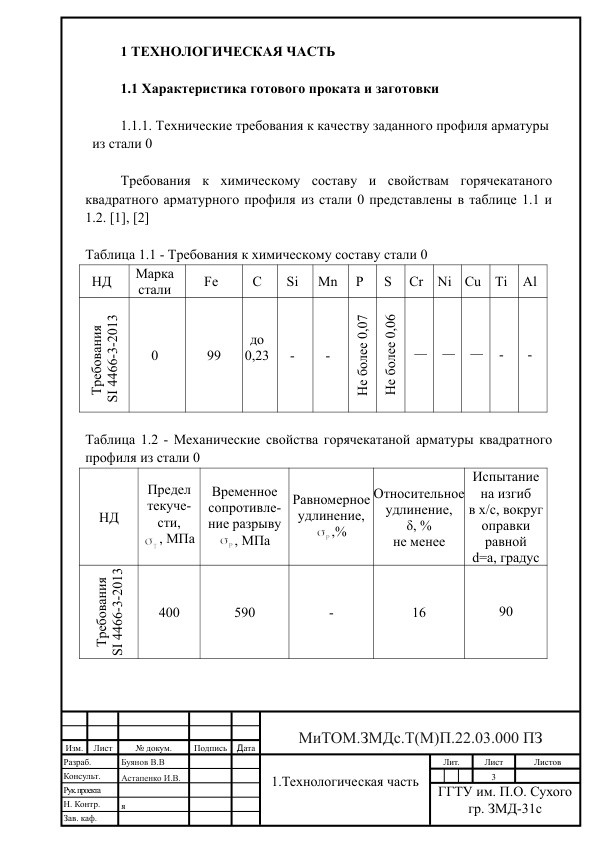 1 ТЕХНОЛОГИЧЕСКАЯ ЧАСТЬ
1.1 Характеристика готового проката и заготовки
1.1.1. Технические требования к качеству заданного профиля арматуры
из стали 0
Требования к химическому составу и свойствам горячекатаного
квадратного арматурного профиля из стали 0 представлены в таблице 1.1 и
1.2. [1], [2]
Таблица 1.1 - Требования к химическому составу стали 0
НД Марка стали Fe C Si Mn P S Cr Ni Cu Ti Al
Требования SI 4466-3-2013 0 99 до 0,23 - - Не более 0,07 Не более 0,06 — — — - -
Таблица 1.2 - Механические свойства горячекатаной арматуры квадратного
профиля из стали 0
НД
Предел
текуче-
сти,
σт , МПа
Временное
сопротивле-
ние разрыву
σр , МПа
Равномерное
удлинение,
σр ,%
Относительное
удлинение,
δ, %
не менее
Испытание
на изгиб
в х/с, вокруг
оправки
равной
d=a, градус
Требования SI 4466-3-2013 400 590 - 16 90
МиТОМ.ЗМДс.Т(М)П.22.03.000 ПЗ
Изм. Лист № докум. Подпись Дата
Разраб. Буянов В.В
Консульт. Астапенко И.В.
Рук.проекта
Н. Контр. я
Зав. каф.
1.Технологическая часть
Лит. Лист Листов
3
ГГТУ им. П.О. Сухого
гр. ЗМД-31с